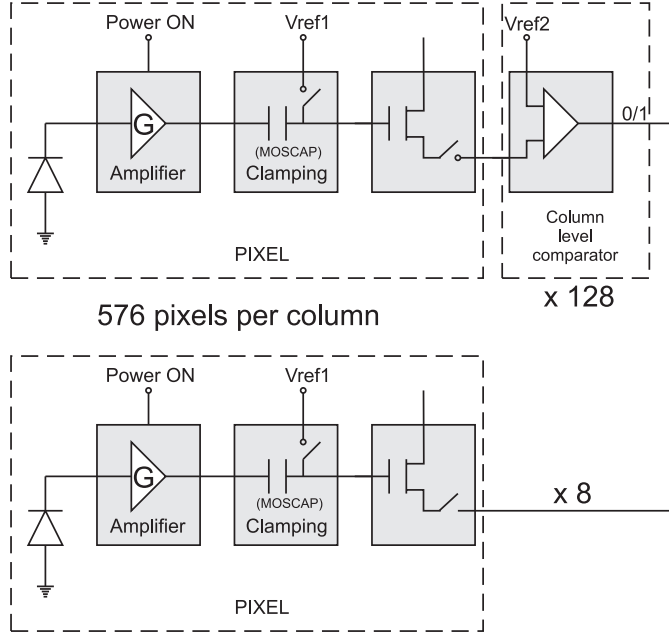 Power ON
Vref1
Vref2
G
0/1
(MOSCAP)
Amplifier
Clamping
Column
level
comparator
PIXEL
x 128
576 pixels per column
Power ON
Vref1
G
x 8
(MOSCAP)
Amplifier
Clamping
PIXEL